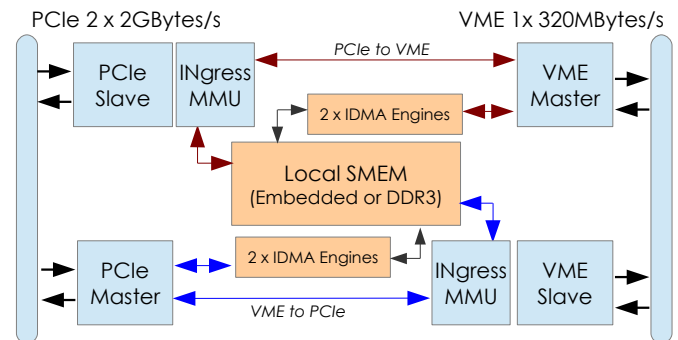 PCIe 2 x 2GBytes/s
VME 1x 320MBytes/s
PCIe
Slave
INgress
MMU
PCIe to VME
VME
Master
2 x IDMA Engines
Local SMEM
(Embedded or DDR3)
PCIe
Master
2 x IDMA Engines
VME to PCIe
INgress
MMU
VME
Slave